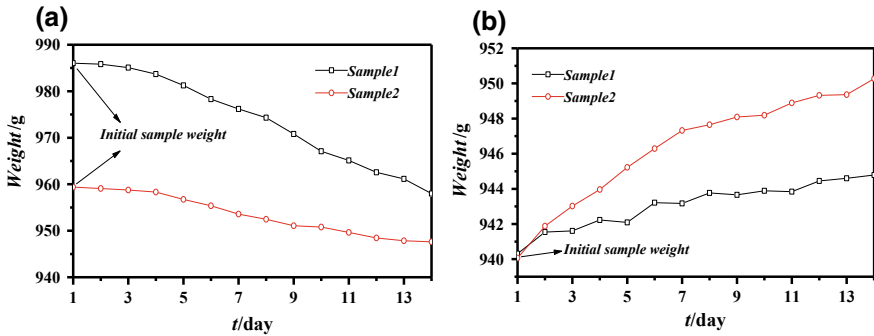 (a)
990
980
970
960
950
940
Weight/g
Sample1
Sample2
Initial sample weight
1 3 5 7 9 11 13
t/day
(b)
952
950
948
946
944
942
940
Weight/g
Sample1
Sample2
Initial sample weight
1 3 5 7 9 11 13
t/day